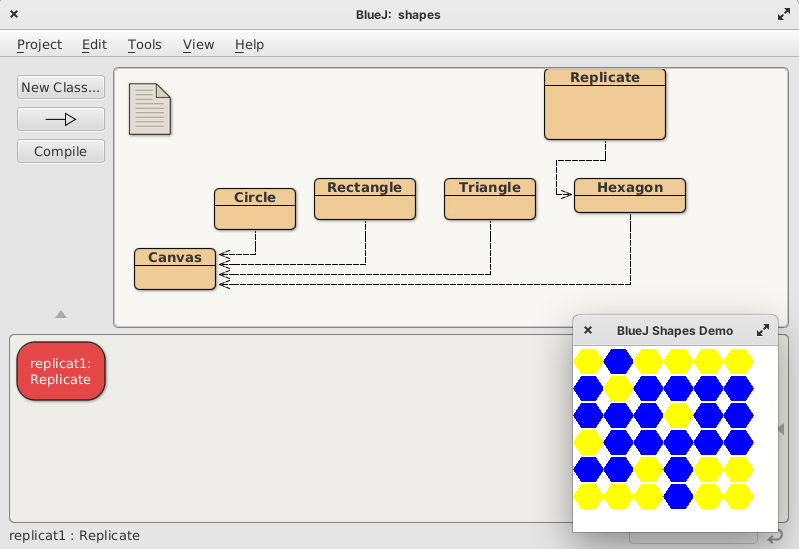 BlueJ: shapes
Project Edit Tools View Help
New Class...
Compile
Replicate
Circle
Rectangle
Triangle
Hexagon
Canvas
BlueJ Shapes Demo
replicat1:
Replicate
replicat1 : Replicate